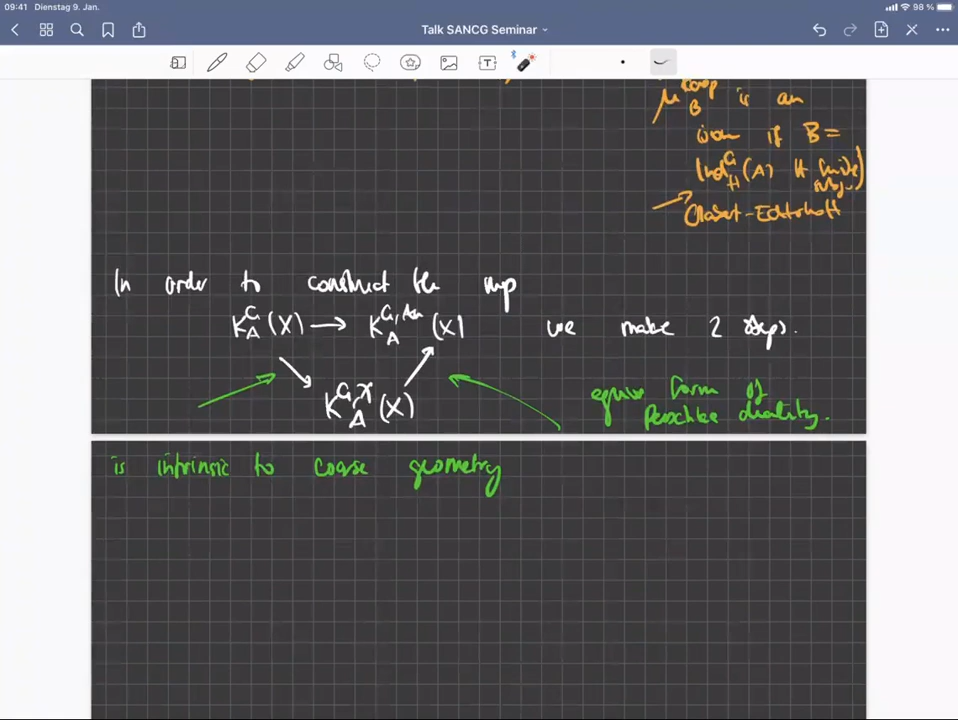 09:41 Dienstag 9. Jan.
98 %
Talk SANCG Seminar
T
μ^Komp_B is an
iso if B =
Ind^G_H (A) H finite
Chabert-Echterhoff
In order to construct the map
K^G_A (X) → K^{G,An}_A (X) we make 2 steps.
K^{G,X}_A (X)
equiv form of
Paschke duality.
is intrinsic to coarse geometry